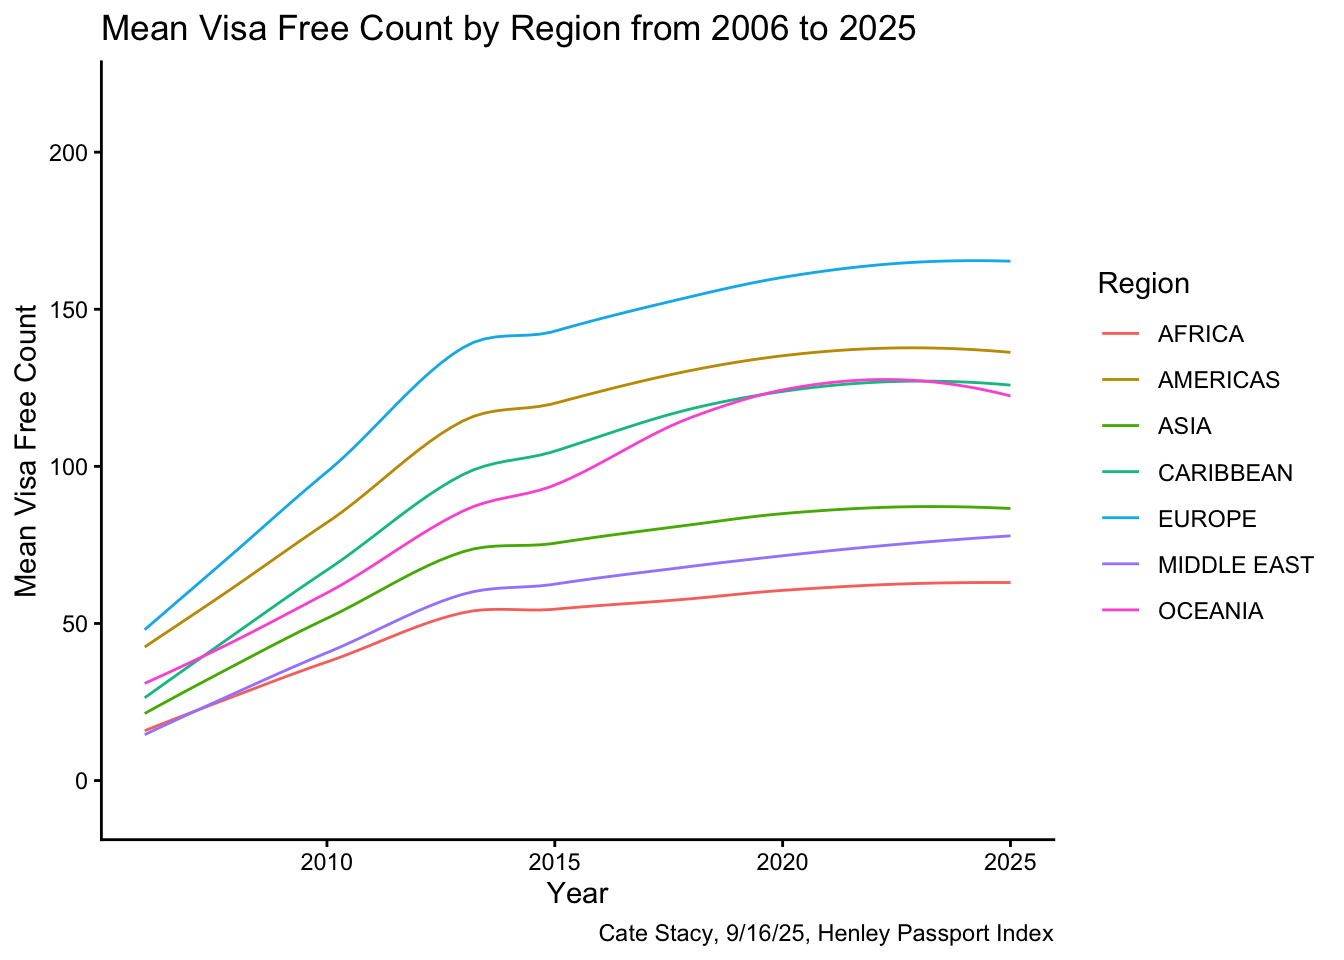 Mean Visa Free Count by Region from 2006 to 2025
Mean Visa Free Count
200
150
100
50
0
2010
2015
2020
2025
Year
Region
AFRICA
AMERICAS
ASIA
CARIBBEAN
EUROPE
MIDDLE EAST
OCEANIA
Cate Stacy, 9/16/25, Henley Passport Index